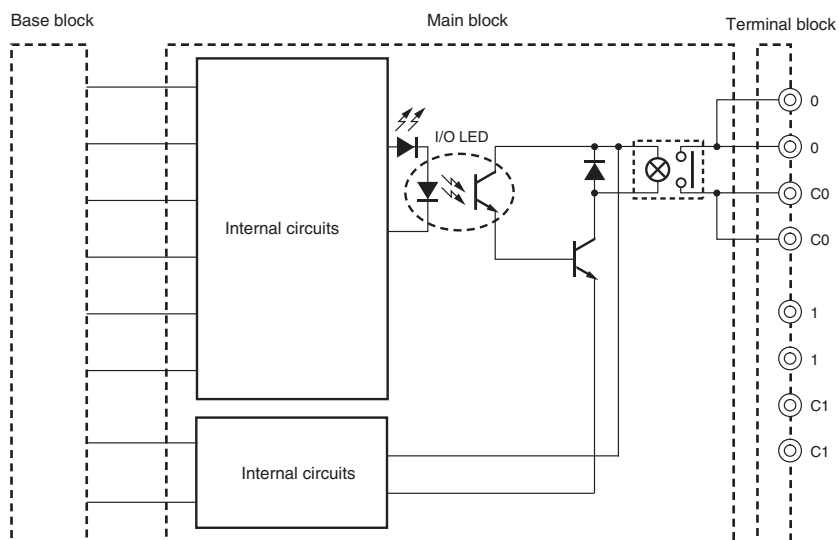 Base block
Main block
Terminal block
0
I/O LED
0
C0
Internal circuits
C0
1
1
C1
C1
Internal circuits